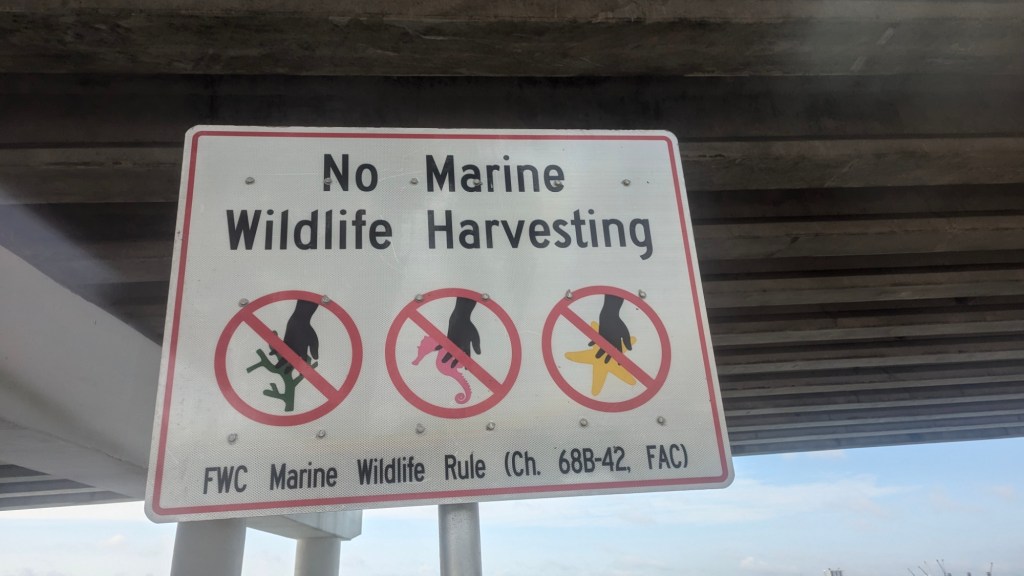 No Marine
Wildlife Harvesting
FWC Marine Wildlife Rule (Ch. 68B-42, FAC)